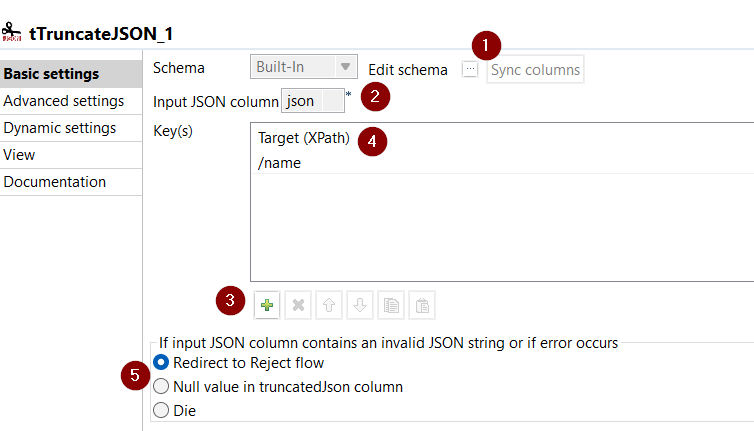 tTruncateJSON_1
1
Basic settings
Advanced settings
Dynamic settings
View
Documentation
Schema Built-In Edit schema ... Sync columns
Input JSON column json * 2
Key(s)
Target (XPath) 4
/name
3
If input JSON column contains an invalid JSON string or if error occurs
Redirect to Reject flow
5 Null value in truncatedJson column
Die